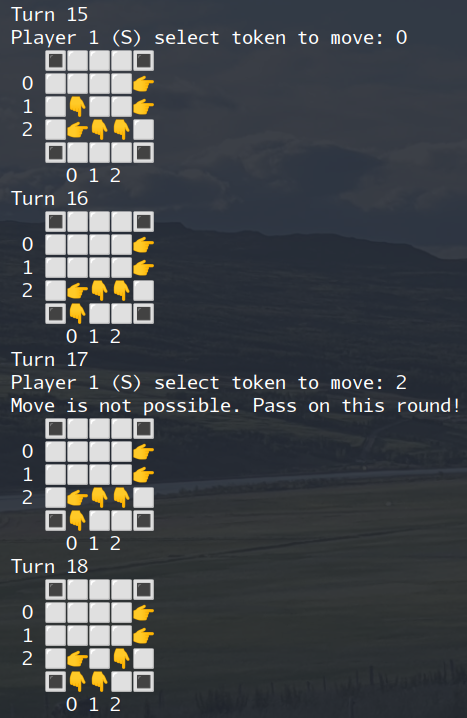 Turn 15
Player 1 (S) select token to move: 0
⬛⬜⬜⬜⬛
0 ⬜⬜⬜⬜👉
1 ⬜👇⬜⬜👉
2 ⬜👉👇👇⬜
⬛⬜⬜⬜⬛
0 1 2
Turn 16
⬛⬜⬜⬜⬛
0 ⬜⬜⬜⬜👉
1 ⬜⬜⬜⬜👉
2 ⬜👉👇👇⬜
⬛👇⬜⬜⬛
0 1 2
Turn 17
Player 1 (S) select token to move: 2
Move is not possible. Pass on this round!
⬛⬜⬜⬜⬛
0 ⬜⬜⬜⬜👉
1 ⬜⬜⬜⬜👉
2 ⬜👉👇👇⬜
⬛👇⬜⬜⬛
0 1 2
Turn 18
⬛⬜⬜⬜⬛
0 ⬜⬜⬜⬜👉
1 ⬜⬜⬜⬜👉
2 ⬜👉⬜👇⬜
⬛👇👇⬜⬛
0 1 2